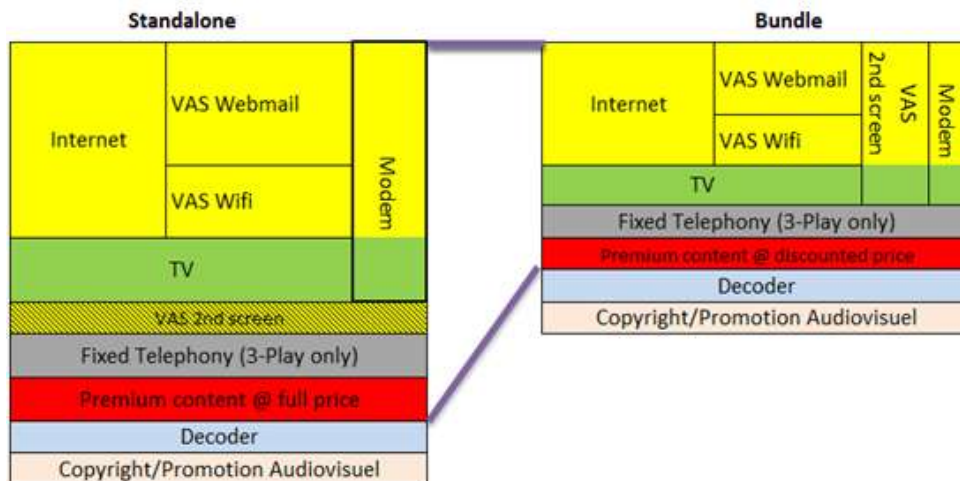 Standalone
Internet
VAS Webmail
VAS Wifi
Modem
TV
VAS 2nd screen
Fixed Telephony (3-Play only)
Premium content @ full price
Decoder
Copyright/Promotion Audiovisuel
Bundle
Internet
VAS Webmail
VAS Wifi
VAS
2nd screen
Modem
TV
Fixed Telephony (3-Play only)
Premium content @ discounted price
Decoder
Copyright/Promotion Audiovisuel